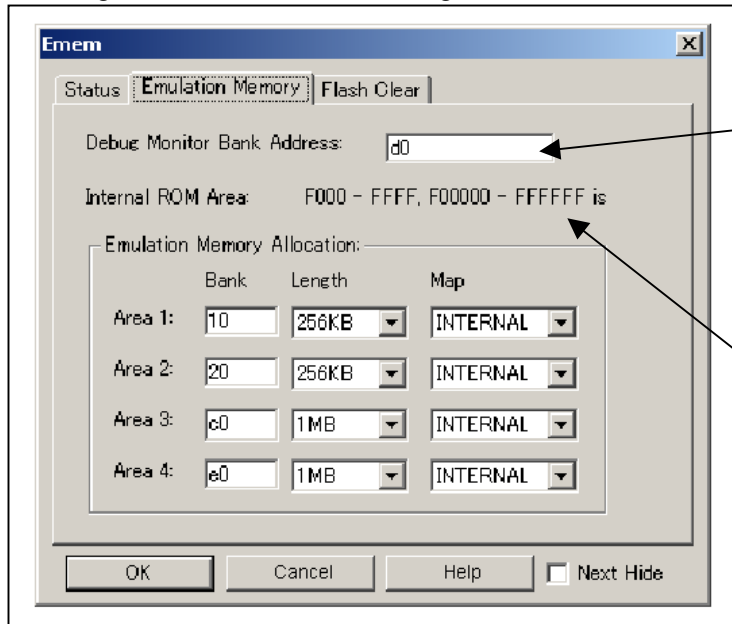 Emem
Status Emulation Memory Flash Clear
Debug Monitor Bank Address: d0
Internal ROM Area: F000 - FFFF, F00000 - FFFFFF is
Emulation Memory Allocation:
Bank Length Map
Area 1: 10 256KB INTERNAL
Area 2: 20 256KB INTERNAL
Area 3: c0 1MB INTERNAL
Area 4: e0 1MB INTERNAL
OK Cancel Help Next Hide